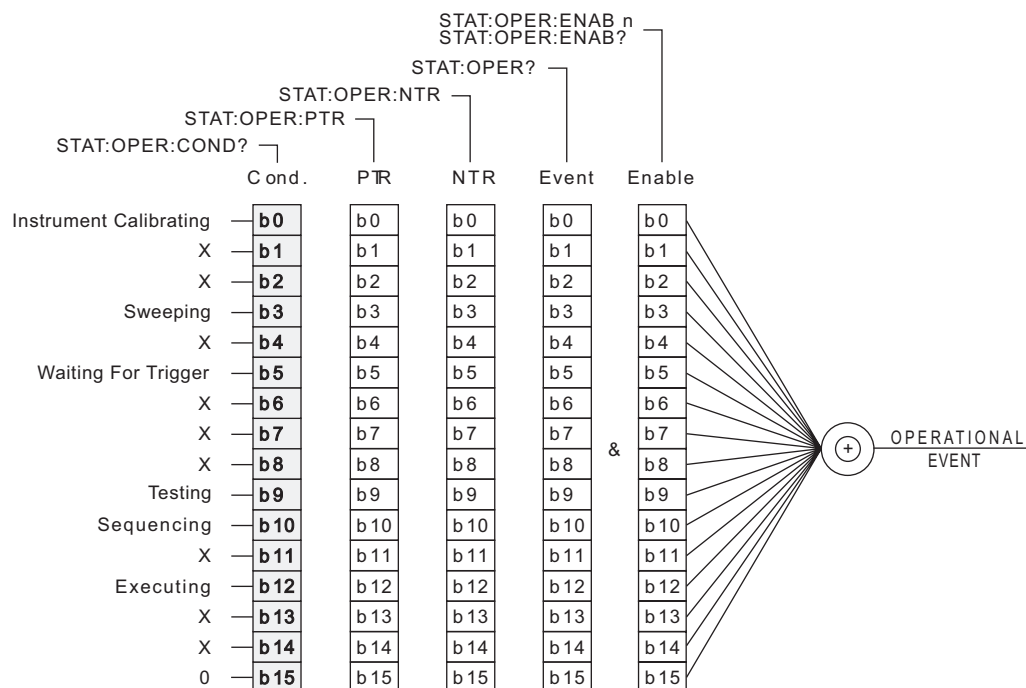 STAT:OPER:ENAB n
STAT:OPER:ENAB?
STAT:OPER?
STAT:OPER:NTR
STAT:OPER:PTR
STAT:OPER:COND?
Cond. PTR NTR Event Enable
Instrument Calibrating b0 b0 b0 b0 b0
X b1 b1 b1 b1 b1
X b2 b2 b2 b2 b2
Sweeping b3 b3 b3 b3 b3
X b4 b4 b4 b4 b4
Waiting For Trigger b5 b5 b5 b5 b5
X b6 b6 b6 b6 b6
X b7 b7 b7 b7 b7
&
X b8 b8 b8 b8 b8
+
OPERATIONAL
EVENT
Testing b9 b9 b9 b9 b9
Sequencing b10 b10 b10 b10 b10
X b11 b11 b11 b11 b11
Executing b12 b12 b12 b12 b12
X b13 b13 b13 b13 b13
X b14 b14 b14 b14 b14
0 b15 b15 b15 b15 b15